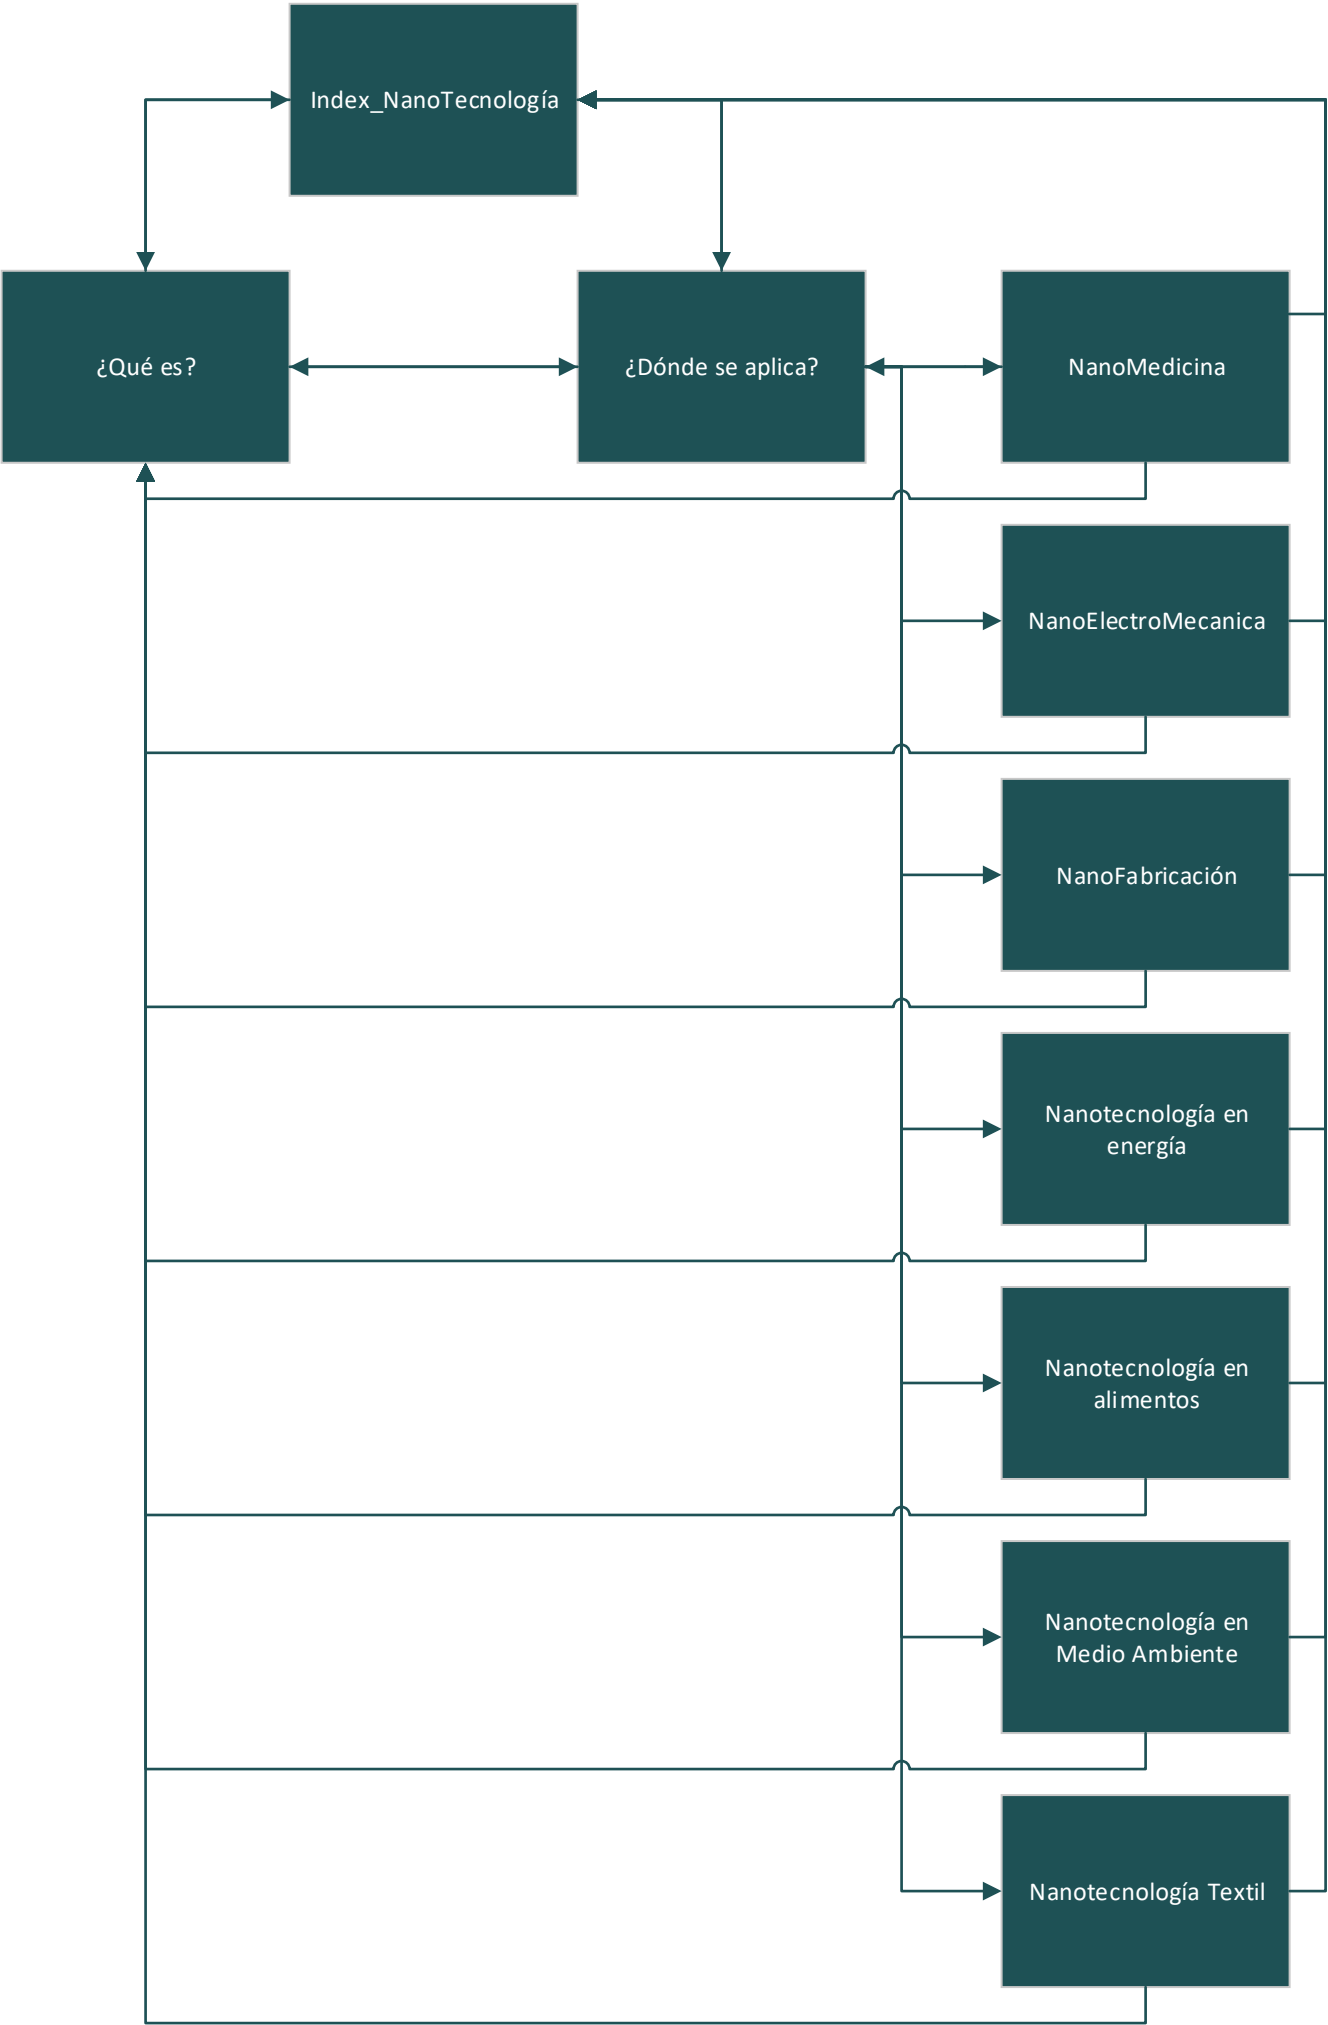 Index_NanoTecnología
¿Qué es?
¿Dónde se aplica?
NanoMedicina
NanoElectroMecanica
NanoFabricación
Nanotecnología en
energía
Nanotecnología en
alimentos
Nanotecnología en
Medio Ambiente
Nanotecnología Textil